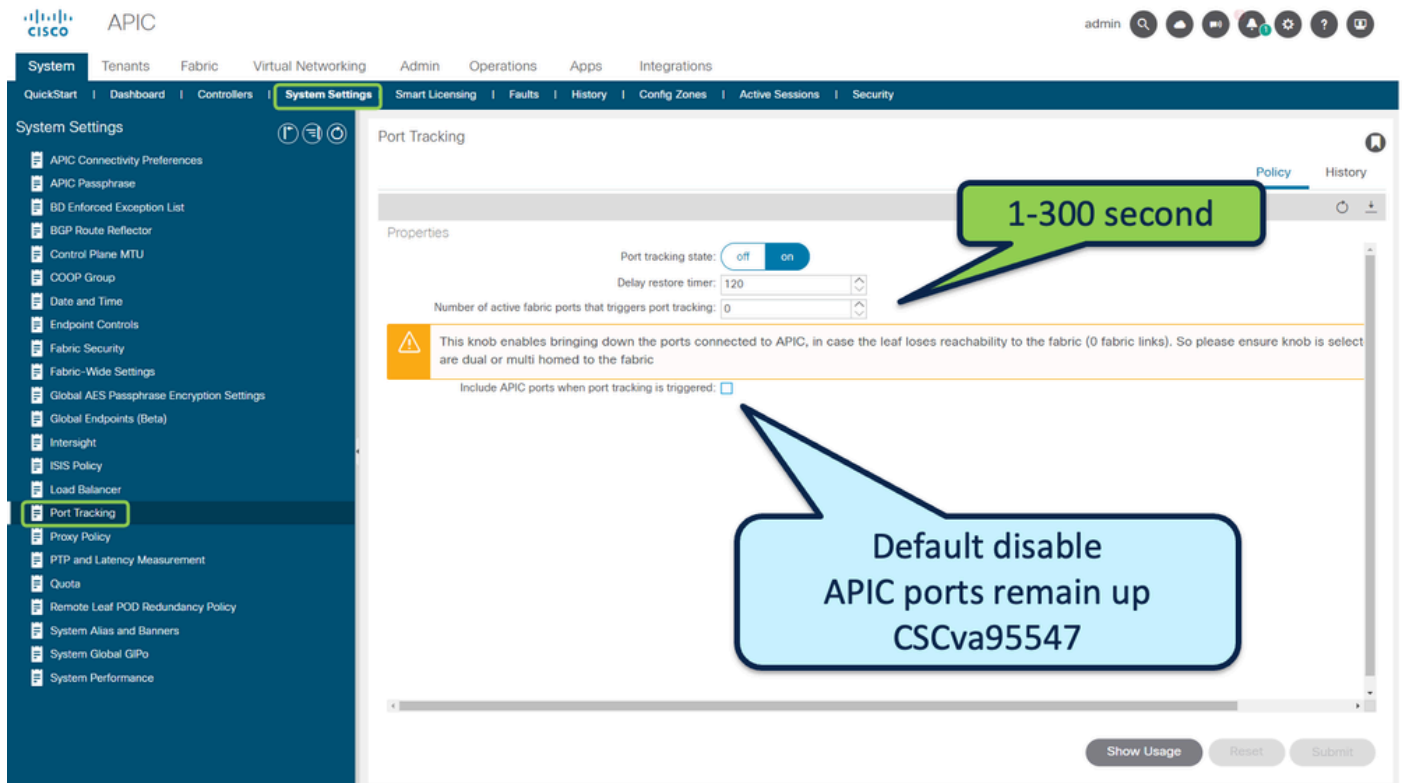 CISCO
APIC
admin
System Tenants Fabric Virtual Networking Admin Operations Apps Integrations
QuickStart | Dashboard | Controllers | System Settings | Smart Licensing | Faults | History | Config Zones | Active Sessions | Security
System Settings
APIC Connectivity Preferences
APIC Passphrase
BD Enforced Exception List
BGP Route Reflector
Control Plane MTU
COOP Group
Date and Time
Endpoint Controls
Fabric Security
Fabric-Wide Settings
Global AES Passphrase Encryption Settings
Global Endpoints (Beta)
Intersight
ISIS Policy
Load Balancer
Port Tracking
Proxy Policy
PTP and Latency Measurement
Quota
Remote Leaf POD Redundancy Policy
System Alias and Banners
System Global GIPo
System Performance
Port Tracking
Policy History
1-300 second
Properties
Port tracking state: off on
Delay restore timer: 120
Number of active fabric ports that triggers port tracking: 0
This knob enables bringing down the ports connected to APIC, in case the leaf loses reachability to the fabric (0 fabric links). So please ensure knob is select
are dual or multi homed to the fabric
Include APIC ports when port tracking is triggered:
Default disable
APIC ports remain up
CSCva95547
Show Usage Reset Submit